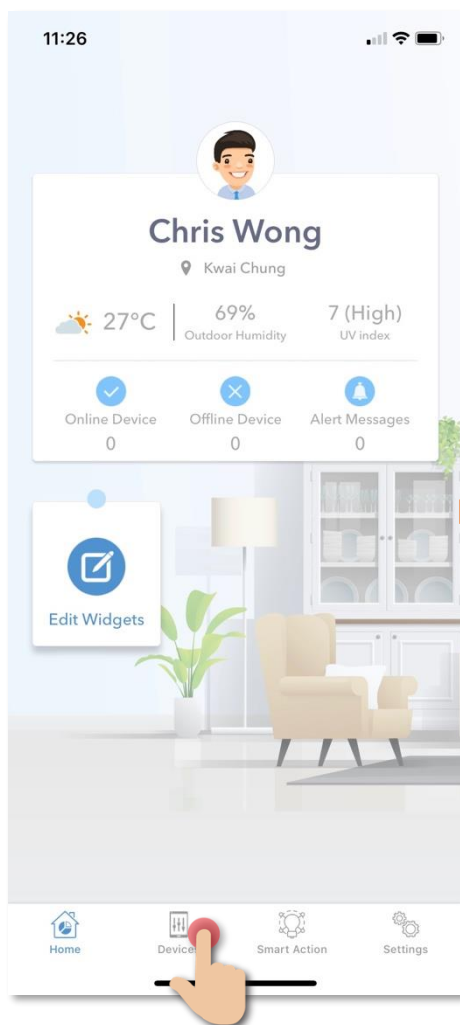 11:26
Chris Wong
Kwai Chung
27°C
69%
Outdoor Humidity
7 (High)
UV index
Online Device
0
Offline Device
0
Alert Messages
0
Edit Widgets
Home
Smart Action
Settings